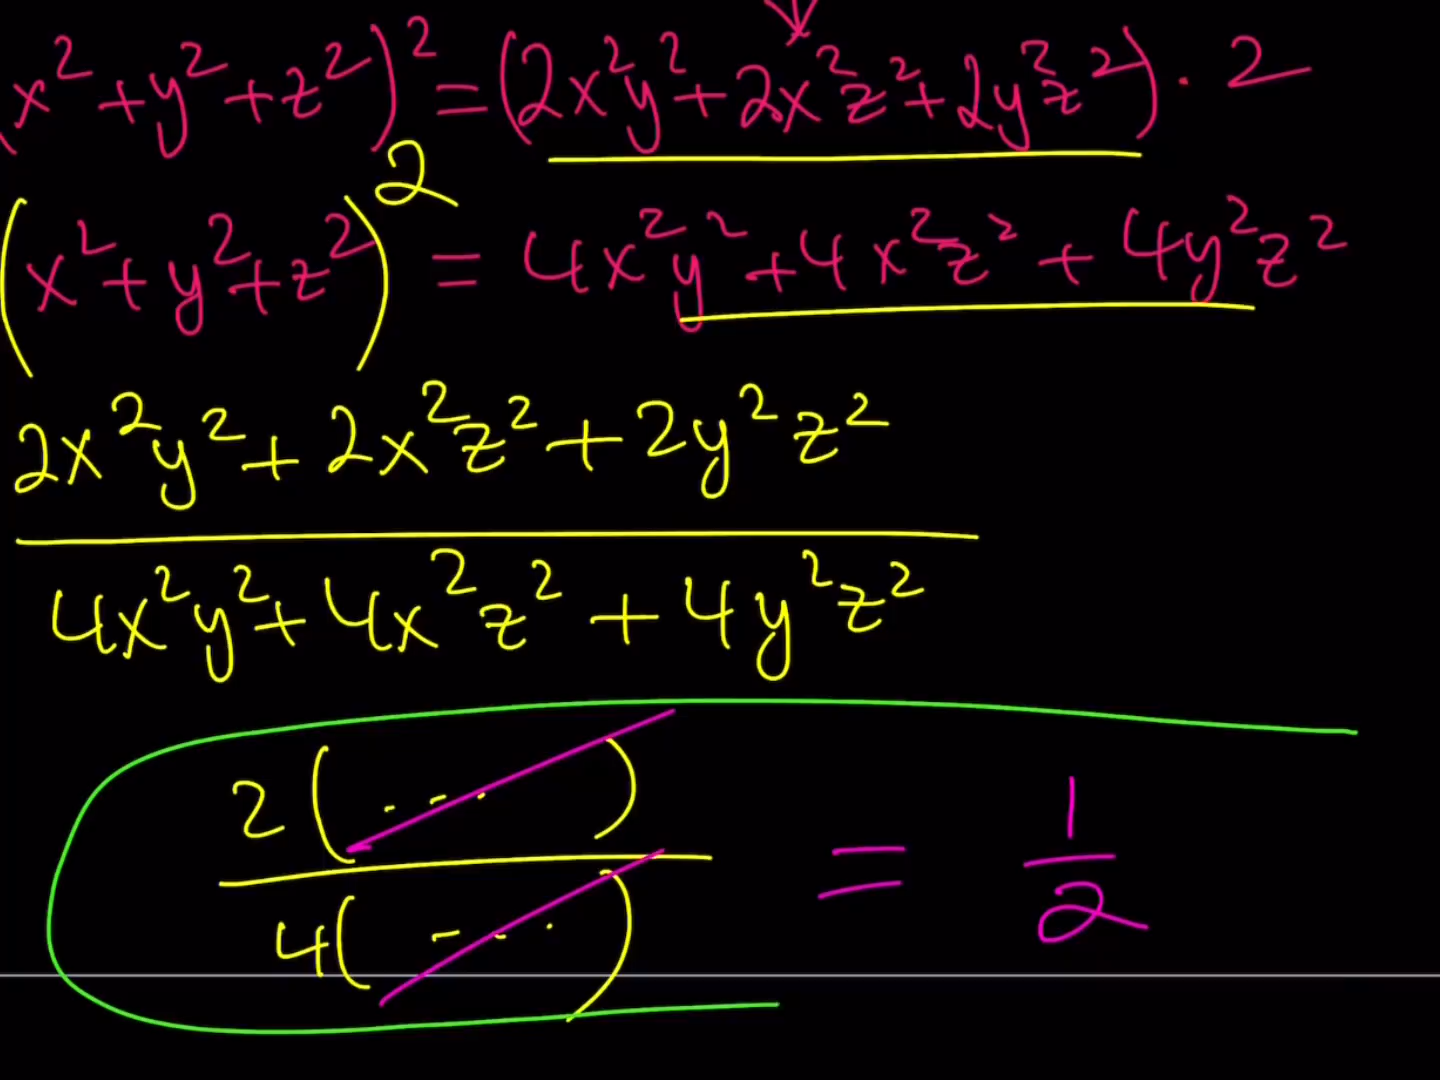 (x²+y²+z²)² = (2x²y²+2x²z²+2y²z²)·2
(x²+y²+z²)² = 4x²y²+4x²z²+4y²z²
2x²y²+2x²z²+2y²z²
4x²y²+4x²z²+4y²z²
2(...)
4(...)
= 1/2